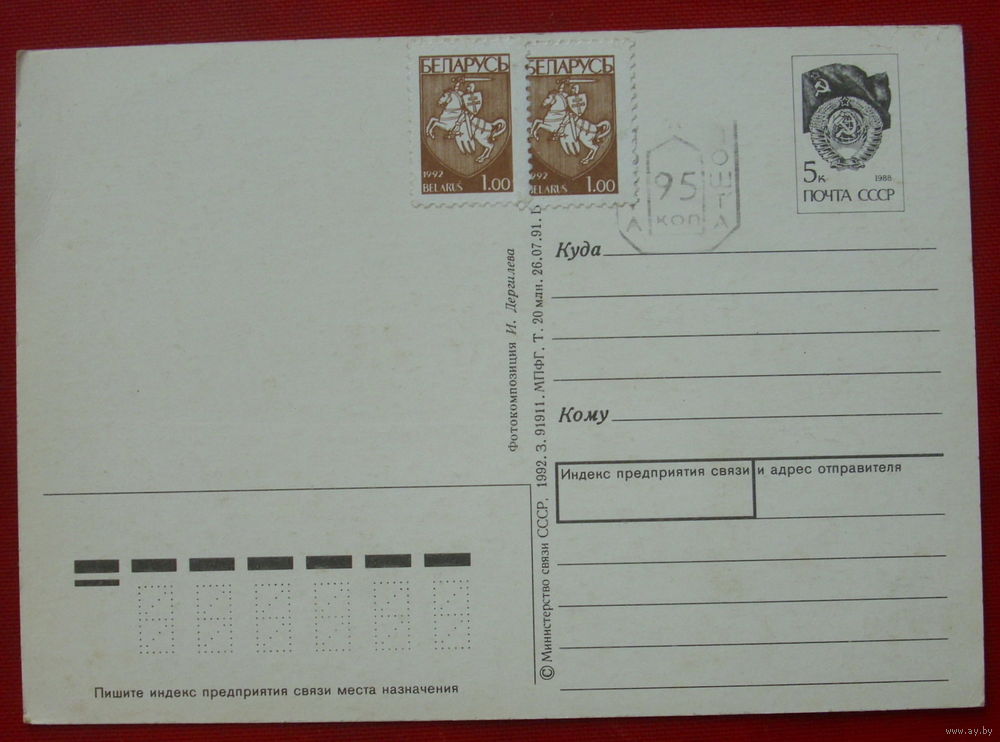 БЕЛАРУСЬ
1992
BELARUS 1.00
БЕЛАРУСЬ
992
BELARUS 1.00
95
КОП
ОШТА
А
5к
1988
ПОЧТА СССР
Куда
Кому
Индекс предприятия связи и адрес отправителя
Фотокомпозиция И. Дергилева
© Министерство связи СССР, 1992. З. 91911. МПФГ. Т. 20 млн. 26.07.91.
Пишите индекс предприятия связи места назначения
www.ay.by